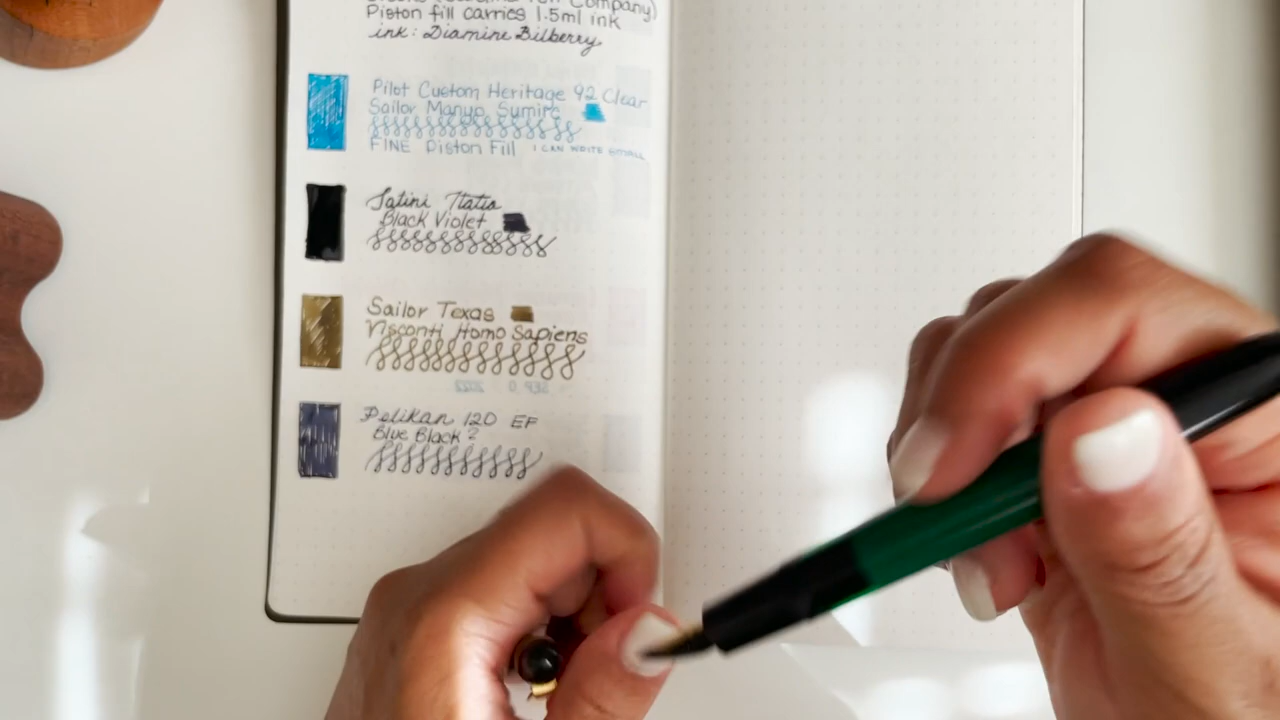 Company)
Piston fill carries 1.5ml ink
ink: Diamine Bilberry
Pilot Custom Heritage 92 Clear
Sailor Manyo Sumire
FINE Piston Fill I CAN WRITE SMALL
Black Violet
Sailor Texas
Visconti Homo Sapiens
Pelikan 120 EF
Blue Black ?